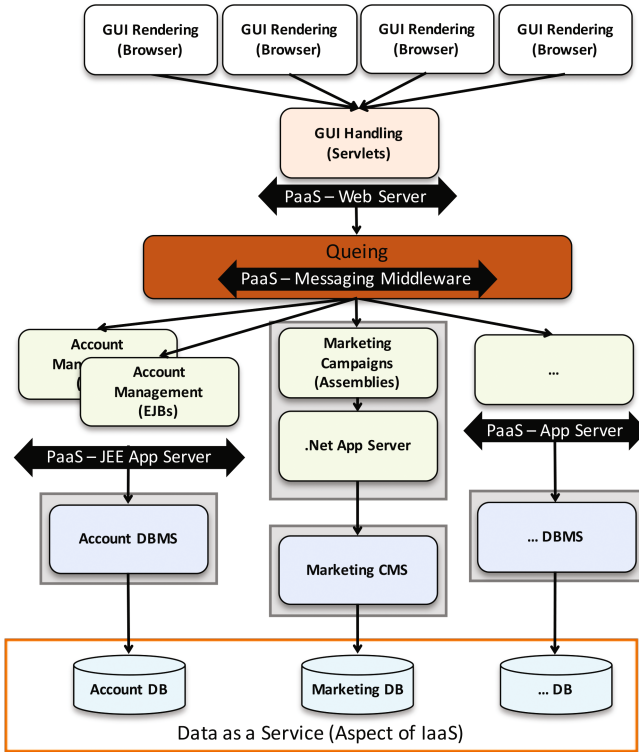 GUI Rendering
(Browser)
GUI Rendering
(Browser)
GUI Rendering
(Browser)
GUI Rendering
(Browser)
GUI Handling
(Servlets)
PaaS – Web Server
Queing
PaaS – Messaging Middleware
Account
Mana
(
Account
Management
(EJBs)
Marketing
Campaigns
(Assemblies)
...
.Net App Server
PaaS – JEE App Server
PaaS – App Server
Account DBMS
Marketing CMS
... DBMS
Account DB
Marketing DB
... DB
Data as a Service (Aspect of IaaS)